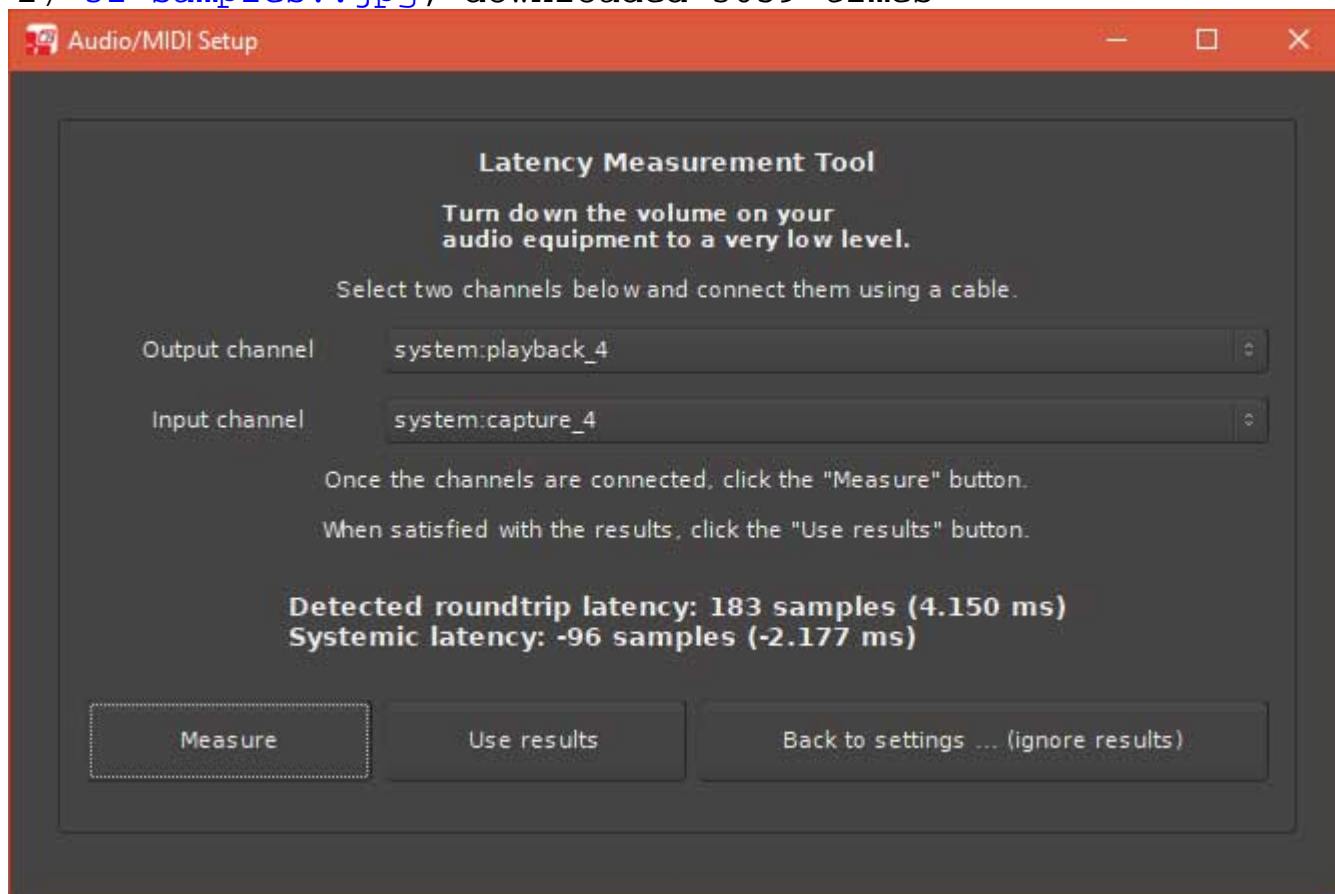 Audio/MIDI Setup
Latency Measurement Tool
Turn down the volume on your
audio equipment to a very low level.
Select two channels below and connect them using a cable.
Output channel system:playback_4
Input channel system:capture_4
Once the channels are connected, click the "Measure" button.
When satisfied with the results, click the "Use results" button.
Detected roundtrip latency: 183 samples (4.150 ms)
Systemic latency: -96 samples (-2.177 ms)
Measure Use results Back to settings ... (ignore results)